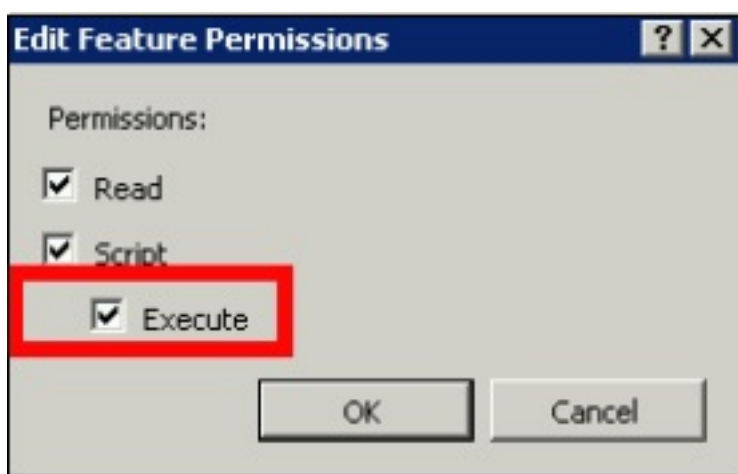 Edit Feature Permissions
Permissions:
Read
Script
Execute
OK Cancel